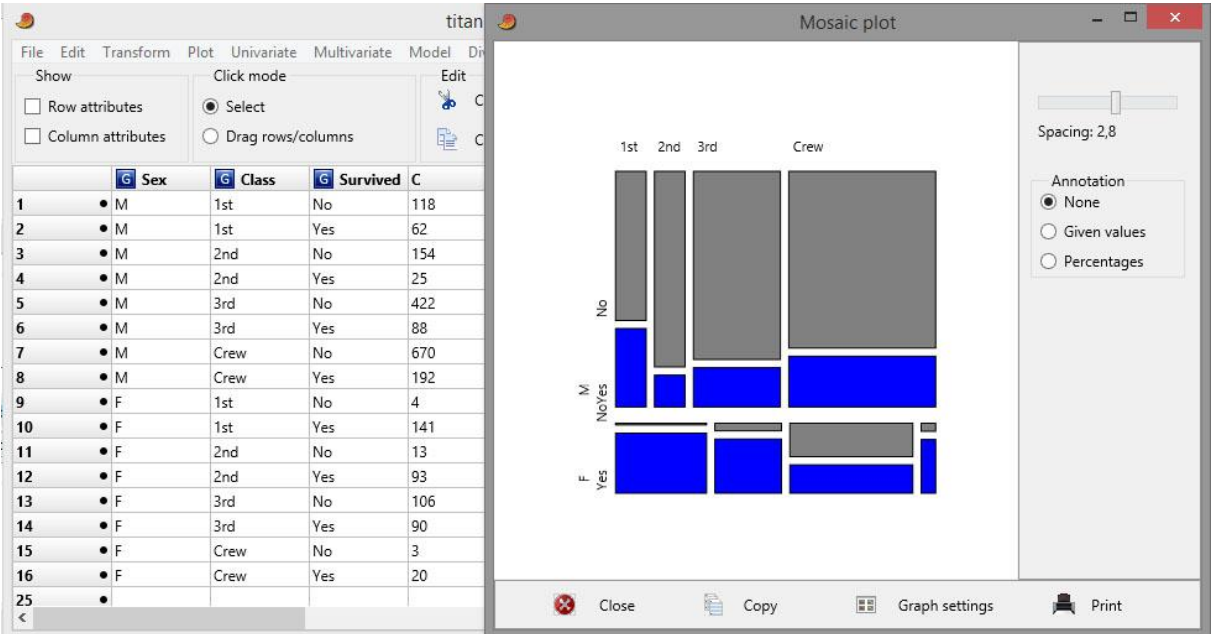 titan
File Edit Transform Plot Univariate Multivariate Model Di
Show
Click mode
Edit
Row attributes
Select
C
Column attributes
Drag rows/columns
C
G Sex G Class G Survived C
1 • M 1st No 118
2 • M 1st Yes 62
3 • M 2nd No 154
4 • M 2nd Yes 25
5 • M 3rd No 422
6 • M 3rd Yes 88
7 • M Crew No 670
8 • M Crew Yes 192
9 • F 1st No 4
10 • F 1st Yes 141
11 • F 2nd No 13
12 • F 2nd Yes 93
13 • F 3rd No 106
14 • F 3rd Yes 90
15 • F Crew No 3
16 • F Crew Yes 20
25 •
Mosaic plot
1st 2nd 3rd Crew
No
M
NoYes
F
Yes
Spacing: 2,8
Annotation
None
Given values
Percentages
Close Copy Graph settings Print